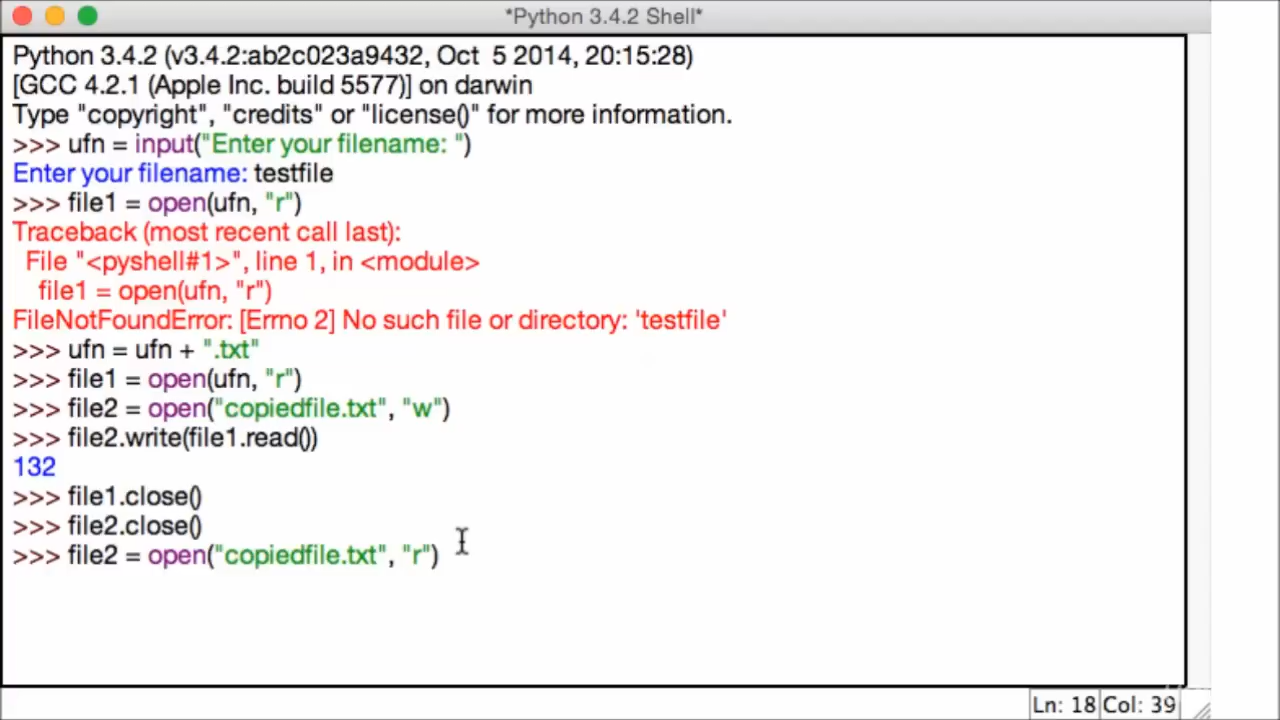 *Python 3.4.2 Shell*
Python 3.4.2 (v3.4.2:ab2c023a9432, Oct  5 2014, 20:15:28)
[GCC 4.2.1 (Apple Inc. build 5577)] on darwin
Type "copyright", "credits" or "license()" for more information.
>>> ufn = input("Enter your filename: ")
Enter your filename: testfile
>>> file1 = open(ufn, "r")
Traceback (most recent call last):
  File "<pyshell#1>", line 1, in <module>
    file1 = open(ufn, "r")
FileNotFoundError: [Errno 2] No such file or directory: 'testfile'
>>> ufn = ufn + ".txt"
>>> file1 = open(ufn, "r")
>>> file2 = open("copiedfile.txt", "w")
>>> file2.write(file1.read())
132
>>> file1.close()
>>> file2.close()
>>> file2 = open("copiedfile.txt", "r")
Ln: 18 Col: 39